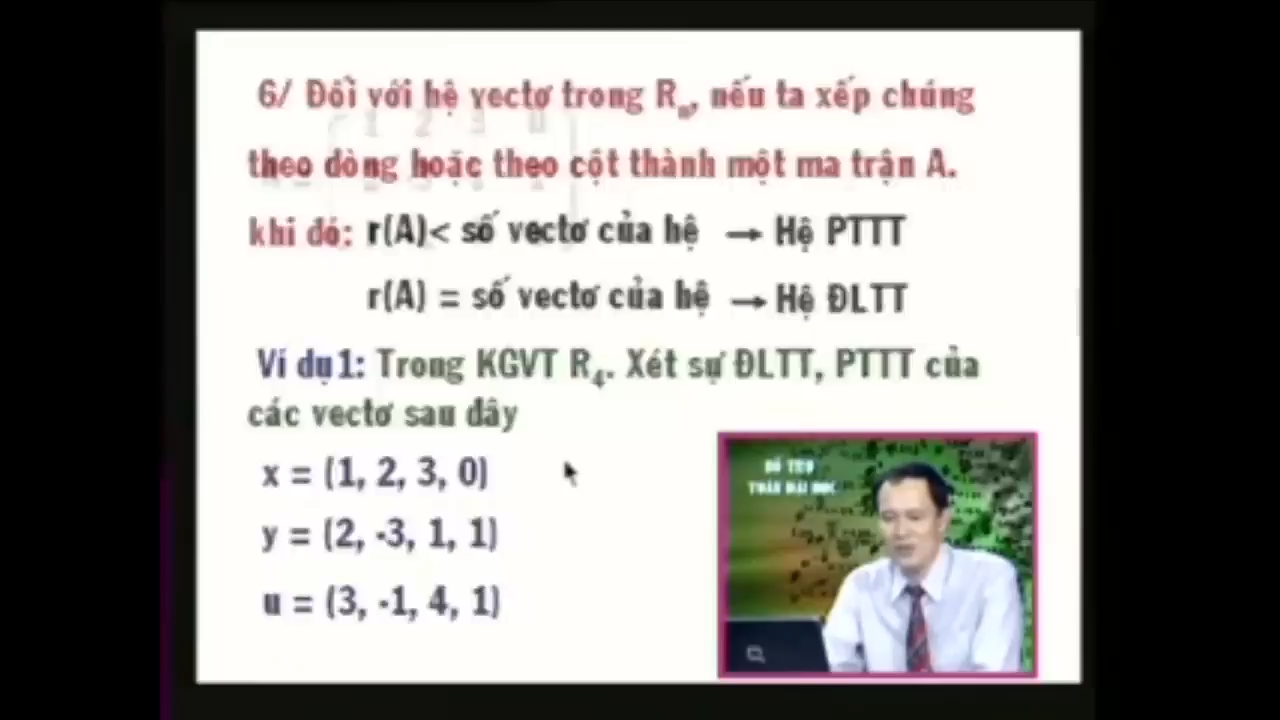 6/ Đối với hệ vectơ trong Rn, nếu ta xếp chúng
theo dòng hoặc theo cột thành một ma trận A.
khi đó: r(A)< số vectơ của hệ → Hệ PTTT
r(A) = số vectơ của hệ → Hệ ĐLTT
Ví dụ1: Trong KGVT R4. Xét sự ĐLTT, PTTT của
các vectơ sau đây
x = (1, 2, 3, 0)
y = (2, -3, 1, 1)
u = (3, -1, 4, 1)